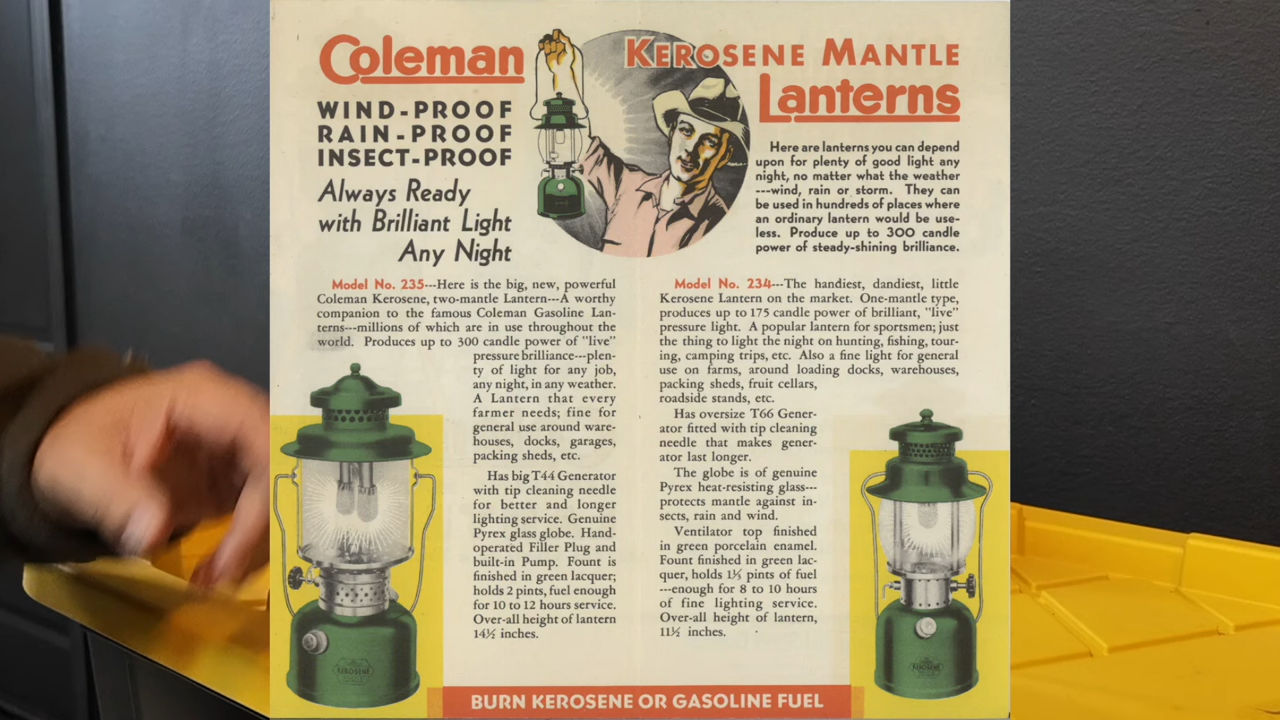 Coleman
WIND-PROOF
RAIN-PROOF
INSECT-PROOF
Always Ready
with Brilliant Light
Any Night
KEROSENE MANTLE
Lanterns
Here are lanterns you can depend
upon for plenty of good light any
night, no matter what the weather
---wind, rain or storm. They can
be used in hundreds of places where
an ordinary lantern would be use-
less. Produce up to 300 candle
power of steady-shining brilliance.
Model No. 235---Here is the big, new, powerful
Coleman Kerosene, two-mantle Lantern---A worthy
companion to the famous Coleman Gasoline Lan-
terns---millions of which are in use throughout the
world. Produces up to 300 candle power of "live"
pressure brilliance---plen-
ty of light for any job,
any night, in any weather.
A Lantern that every
farmer needs; fine for
general use around ware-
houses, docks, garages,
packing sheds, etc.
Has big T44 Generator
with tip cleaning needle
for better and longer
lighting service. Genuine
Pyrex glass globe. Hand-
operated Filler Plug and
built-in Pump. Fount is
finished in green lacquer;
holds 2 pints, fuel enough
for 10 to 12 hours service.
Over-all height of lantern
14½ inches.
Model No. 234---The handiest, dandiest, little
Kerosene Lantern on the market. One-mantle type,
produces up to 175 candle power of brilliant, "live"
pressure light. A popular lantern for sportsmen; just
the thing to light the night on hunting, fishing, tour-
ing, camping trips, etc. Also a fine light for general
use on farms, around loading docks, warehouses,
packing sheds, fruit cellars,
roadside stands, etc.
Has oversize T66 Gener-
ator fitted with tip cleaning
needle that makes gener-
ator last longer.
The globe is of genuine
Pyrex heat-resisting glass---
protects mantle against in-
sects, rain and wind.
Ventilator top finished
in green porcelain enamel.
Fount finished in green lac-
quer, holds 1⅓ pints of fuel
---enough for 8 to 10 hours
of fine lighting service.
Over-all height of lantern,
11½ inches.
KEROSENE
KEROSENE
BURN KEROSENE OR GASOLINE FUEL